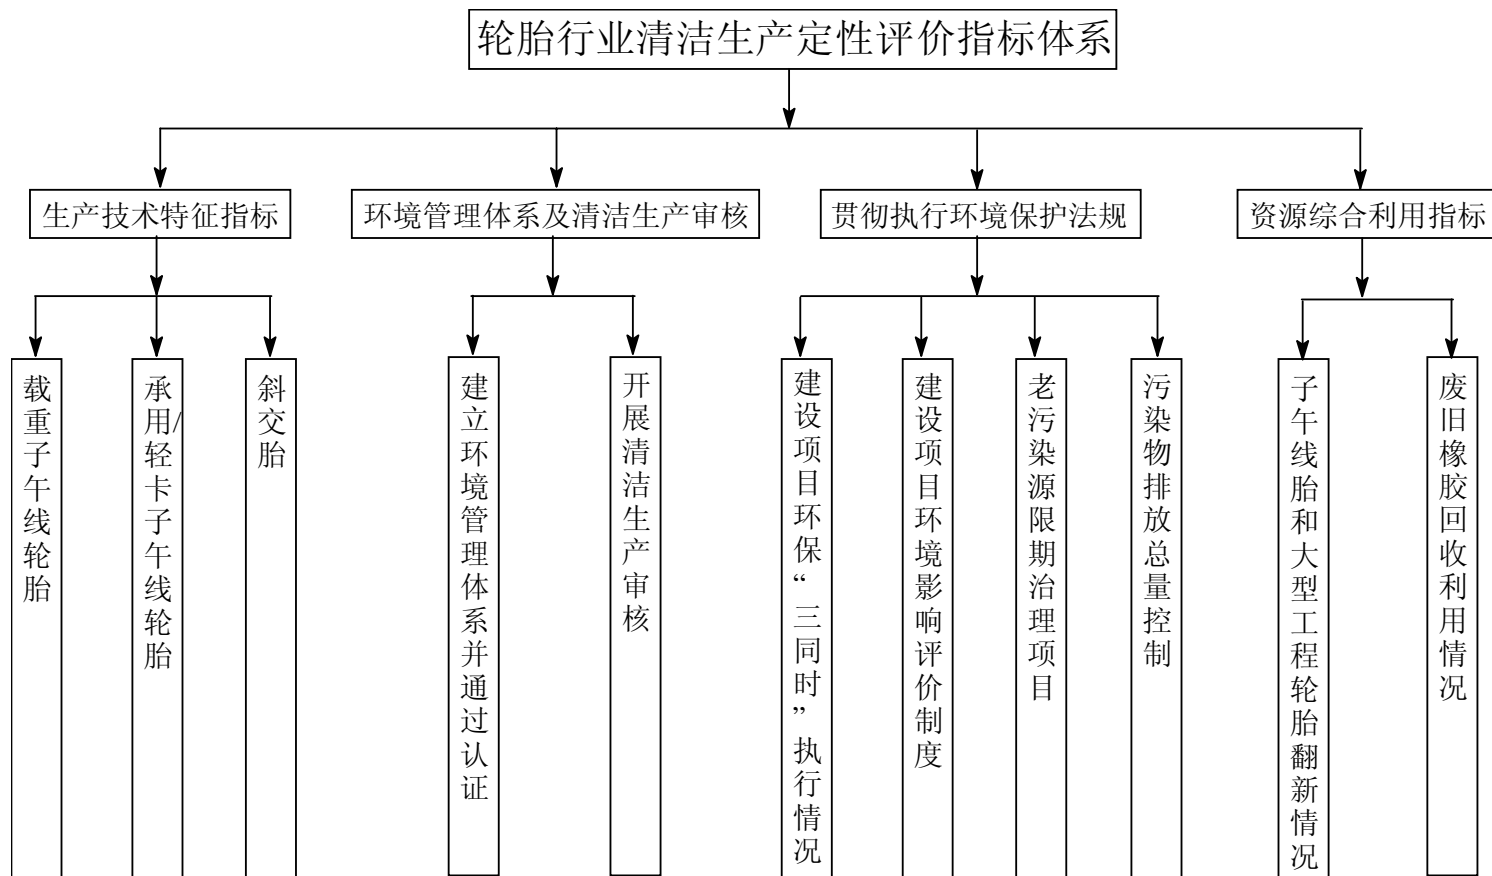 轮胎行业清洁生产定性评价指标体系
生产技术特征指标
环境管理体系及清洁生产审核
贯彻执行环境保护法规
资源综合利用指标
载重子午线轮胎
承用/轻卡子午线轮胎
斜交胎
建立环境管理体系并通过认证
开展清洁生产审核
建设项目环保“三同时”执行情况
建设项目环境影响评价制度
老污染源限期治理项目
污染物排放总量控制
子午线胎和大型工程轮胎翻新情况
废旧橡胶回收利用情况